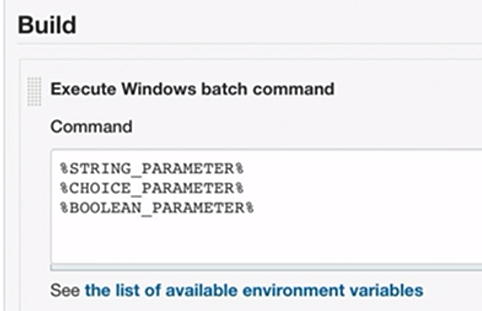 Build
Execute Windows batch command
Command
%STRING_PARAMETER%
%CHOICE_PARAMETER%
%BOOLEAN_PARAMETER%
See the list of available environment variables